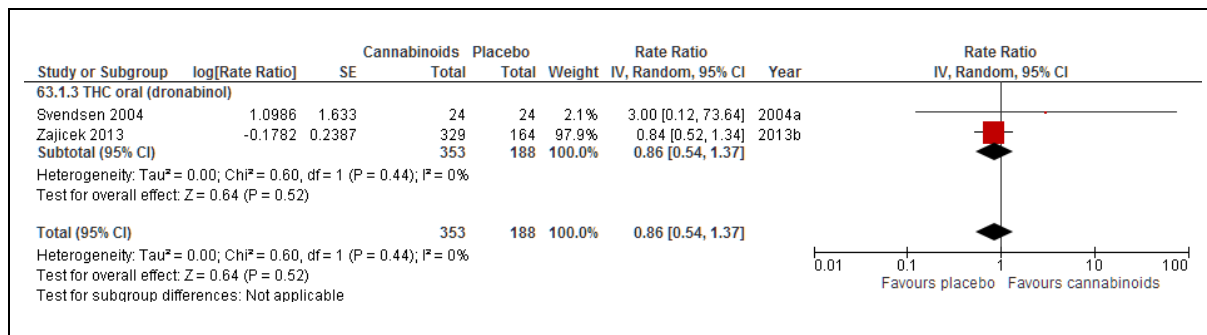 Cannabinoids Placebo Rate Ratio Rate Ratio
Study or Subgroup log[Rate Ratio] SE Total Total Weight IV, Random, 95% CI Year IV, Random, 95% CI
63.1.3 THC oral (dronabinol)
Svendsen 2004 1.0986 1.633 24 24 2.1% 3.00 [0.12, 73.64] 2004a
Zajicek 2013 -0.1782 0.2387 329 164 97.9% 0.84 [0.52, 1.34] 2013b
Subtotal (95% CI) 353 188 100.0% 0.86 [0.54, 1.37]
Heterogeneity: Tau² = 0.00; Chi² = 0.60, df = 1 (P = 0.44); I² = 0%
Test for overall effect: Z = 0.64 (P = 0.52)
Total (95% CI) 353 188 100.0% 0.86 [0.54, 1.37]
Heterogeneity: Tau² = 0.00; Chi² = 0.60, df = 1 (P = 0.44); I² = 0%
Test for overall effect: Z = 0.64 (P = 0.52)
Test for subgroup differences: Not applicable
0.01 0.1 1 10 100
Favours placebo Favours cannabinoids